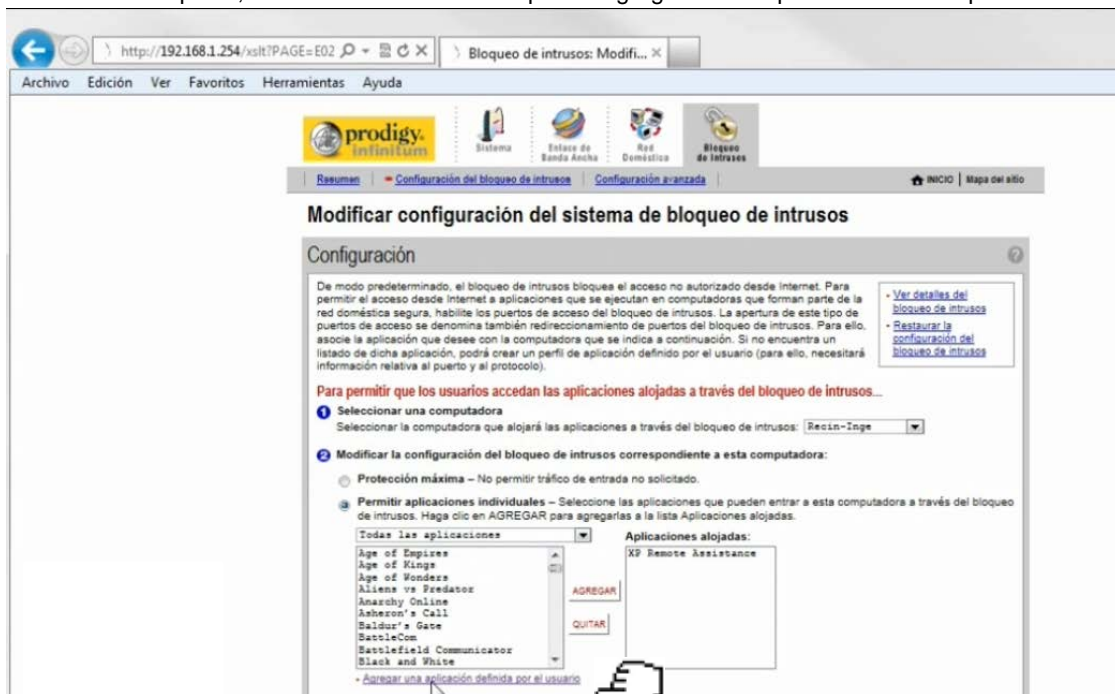 http://192.168.1.254/xslt?PAGE=E02
Bloqueo de intrusos: Modifi...
Archivo Edición Ver Favoritos Herramientas Ayuda
prodigy
infinitum
Sistema
Enlace de
Banda Ancha
Red
Doméstica
Bloqueo
de Intrusos
Resumen
Configuración del bloqueo de intrusos
Configuración avanzada
INICIO | Mapa del sitio
Modificar configuración del sistema de bloqueo de intrusos
Configuración
De modo predeterminado, el bloqueo de intrusos bloquea el acceso no autorizado desde Internet. Para
permitir el acceso desde Internet a aplicaciones que se ejecutan en computadoras que forman parte de la
red doméstica segura, habilite los puertos de acceso del bloqueo de intrusos. La apertura de este tipo de
puertos de acceso se denomina también redireccionamiento de puertos del bloqueo de intrusos. Para ello,
asocie la aplicación que desee con la computadora que se indica a continuación. Si no encuentra un
listado de dicha aplicación, podrá crear un perfil de aplicación definido por el usuario (para ello, necesitará
información relativa al puerto y al protocolo).
Ver detalles del
bloqueo de intrusos
Restaurar la
configuración del
bloqueo de intrusos
Para permitir que los usuarios accedan las aplicaciones alojadas a través del bloqueo de intrusos...
1 Seleccionar una computadora
Seleccionar la computadora que alojará las aplicaciones a través del bloqueo de intrusos: Recin-Inge
2 Modificar la configuración del bloqueo de intrusos correspondiente a esta computadora:
Protección máxima – No permitir tráfico de entrada no solicitado.
Permitir aplicaciones individuales – Seleccione las aplicaciones que pueden entrar a esta computadora a través del bloqueo
de intrusos. Haga clic en AGREGAR para agregarlas a la lista Aplicaciones alojadas.
Todas las aplicaciones
Age of Empires
Age of Kings
Age of Wonders
Aliens vs Predator
Anarchy Online
Asheron's Call
Baldur's Gate
BattleCom
Battlefield Communicator
Black and White
AGREGAR
QUITAR
Aplicaciones alojadas:
XP Remote Assistance
Agregar una aplicación definida por el usuario